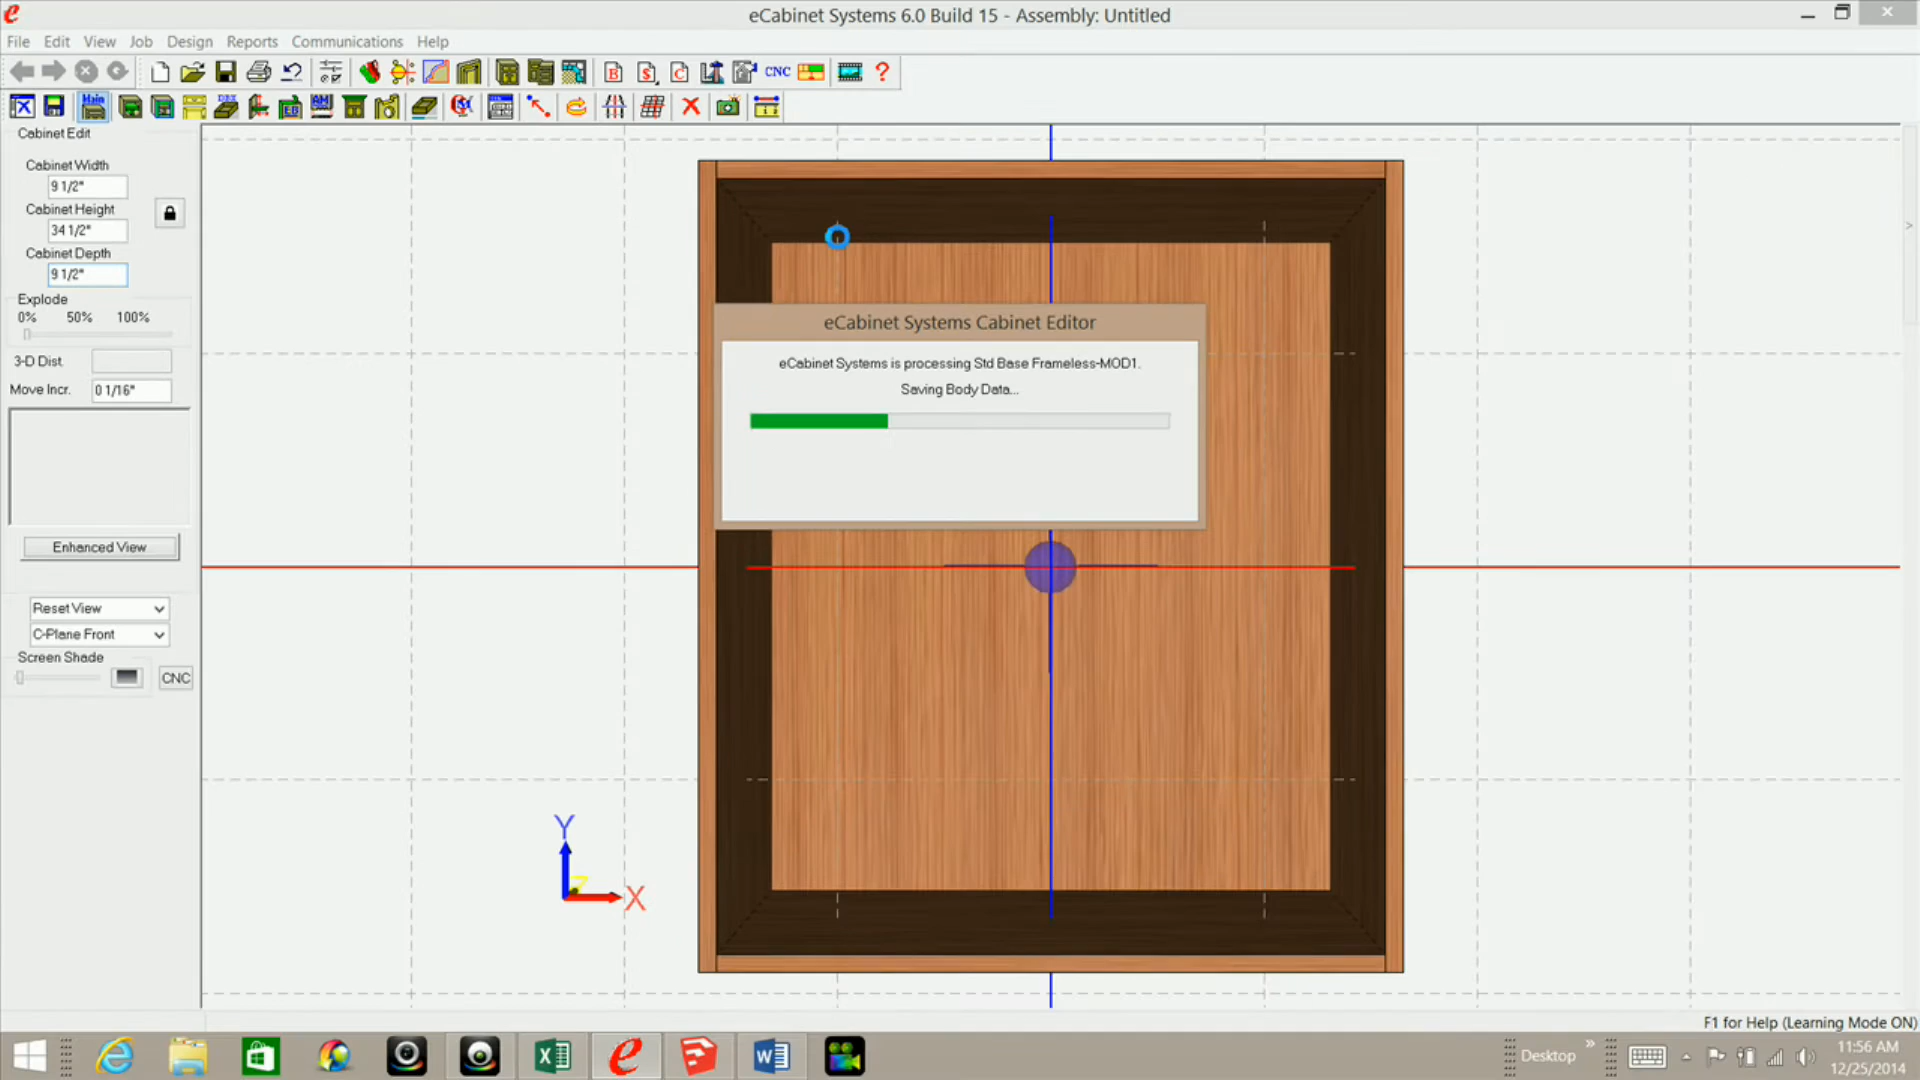 eCabinet Systems 6.0 Build 15 - Assembly: Untitled
File Edit View Job Design Reports Communications Help
B $ C CNC ?
Main DBX EB AM
Cabinet Edit
Cabinet Width
9 1/2"
Cabinet Height
34 1/2"
Cabinet Depth
9 1/2"
Explode
0% 50% 100%
3-D Dist.
Move Incr. 0 1/16"
Enhanced View
Reset View
C-Plane Front
Screen Shade
CNC
eCabinet Systems Cabinet Editor
eCabinet Systems is processing Std Base Frameless-MOD1.
Saving Body Data...
Y
Z
X
F1 for Help (Learning Mode ON)
Desktop »
11:56 AM
12/25/2014